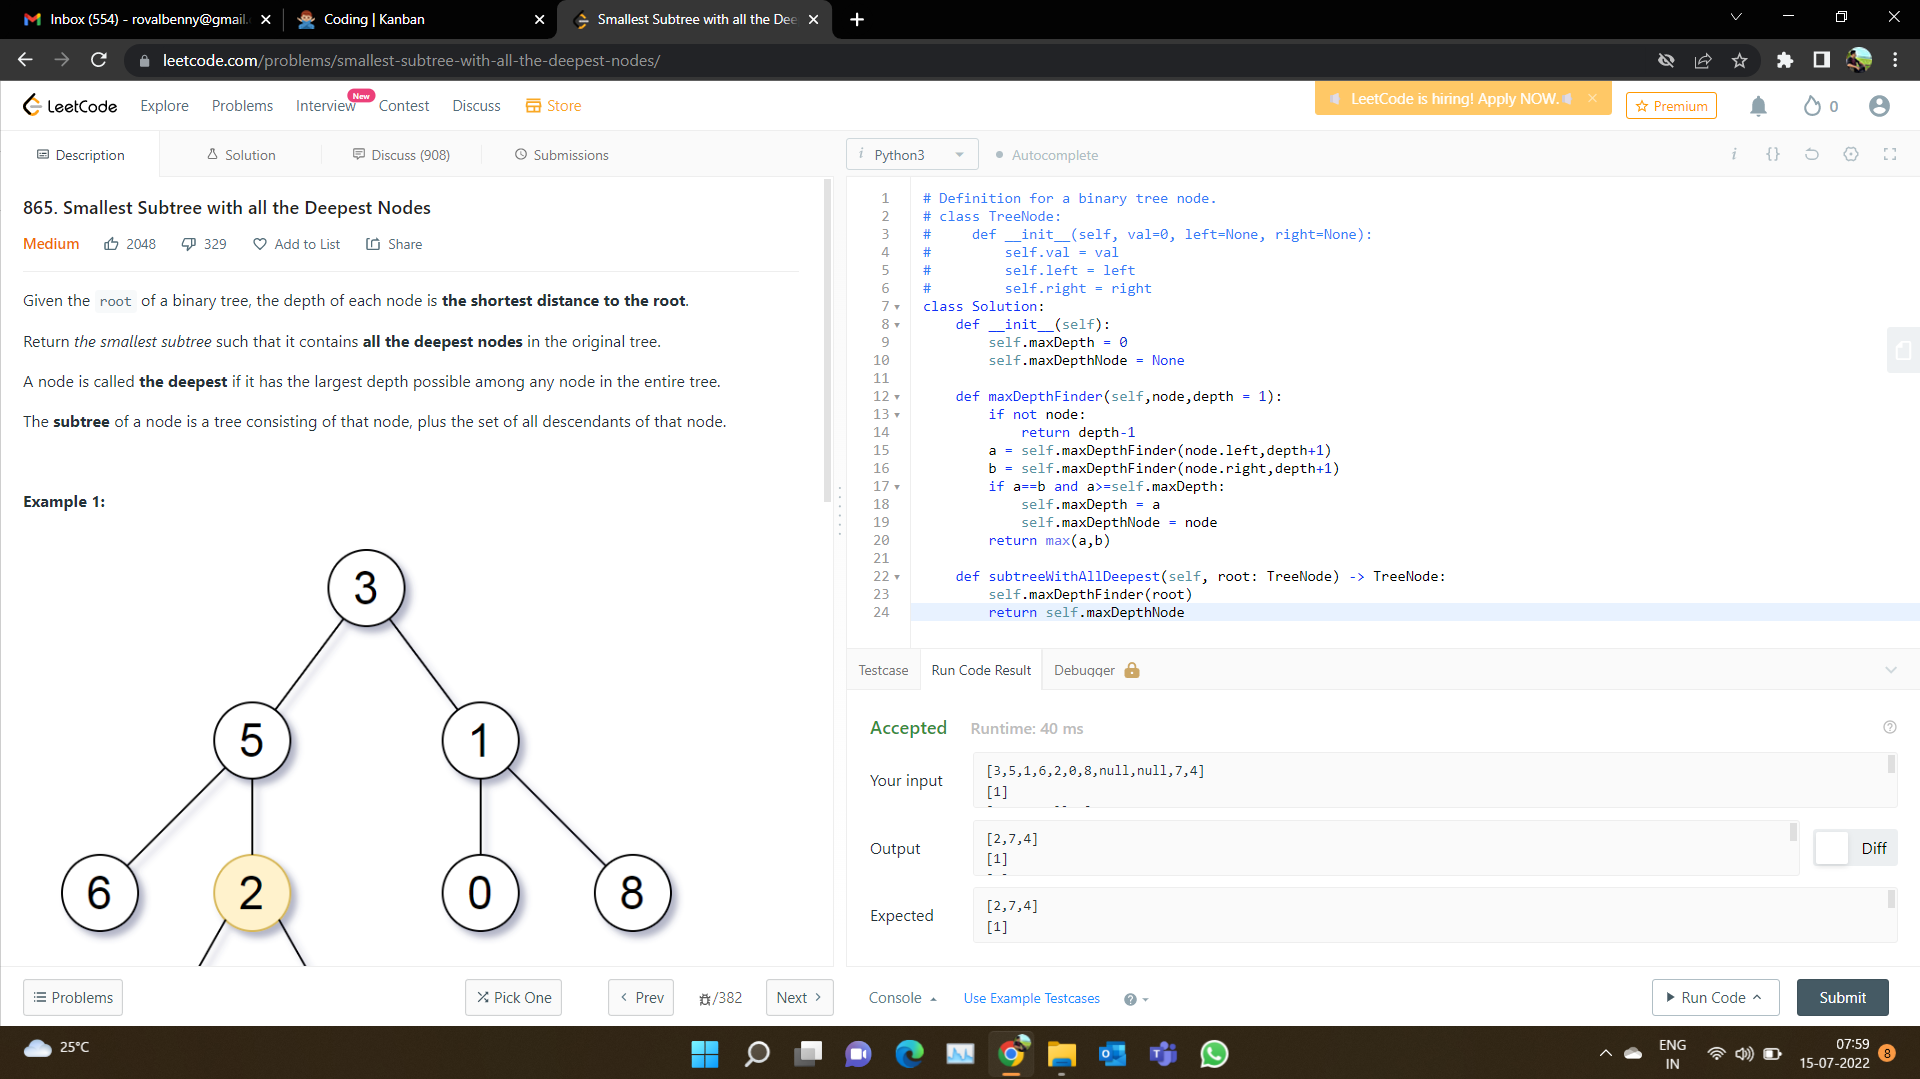 Inbox (554) - rovalbenny@gmail.
Coding | Kanban
Smallest Subtree with all the Dee
leetcode.com/problems/smallest-subtree-with-all-the-deepest-nodes/
LeetCode
Explore
Problems
Interview
New
Contest
Discuss
Store
LeetCode is hiring! Apply NOW.
Premium
0
Description
Solution
Discuss (908)
Submissions
865. Smallest Subtree with all the Deepest Nodes
Medium
2048
329
Add to List
Share
Given the root of a binary tree, the depth of each node is the shortest distance to the root.
Return the smallest subtree such that it contains all the deepest nodes in the original tree.
A node is called the deepest if it has the largest depth possible among any node in the entire tree.
The subtree of a node is a tree consisting of that node, plus the set of all descendants of that node.
Example 1:
3
5
1
6
2
0
8
Problems
Pick One
Prev
/382
Next
i Python3
Autocomplete
i {}
1 # Definition for a binary tree node.
2 # class TreeNode:
3 #     def __init__(self, val=0, left=None, right=None):
4 #         self.val = val
5 #         self.left = left
6 #         self.right = right
7 class Solution:
8     def __init__(self):
9         self.maxDepth = 0
10         self.maxDepthNode = None
11
12     def maxDepthFinder(self,node,depth = 1):
13         if not node:
14             return depth-1
15         a = self.maxDepthFinder(node.left,depth+1)
16         b = self.maxDepthFinder(node.right,depth+1)
17         if a==b and a>=self.maxDepth:
18             self.maxDepth = a
19             self.maxDepthNode = node
20         return max(a,b)
21
22     def subtreeWithAllDeepest(self, root: TreeNode) -> TreeNode:
23         self.maxDepthFinder(root)
24         return self.maxDepthNode
Testcase
Run Code Result
Debugger
Accepted
Runtime: 40 ms
Your input
[3,5,1,6,2,0,8,null,null,7,4]
[1]
Output
[2,7,4]
[1]
Diff
Expected
[2,7,4]
[1]
Console
Use Example Testcases
Run Code
Submit
25°C
ENG
IN
07:59
15-07-2022
8